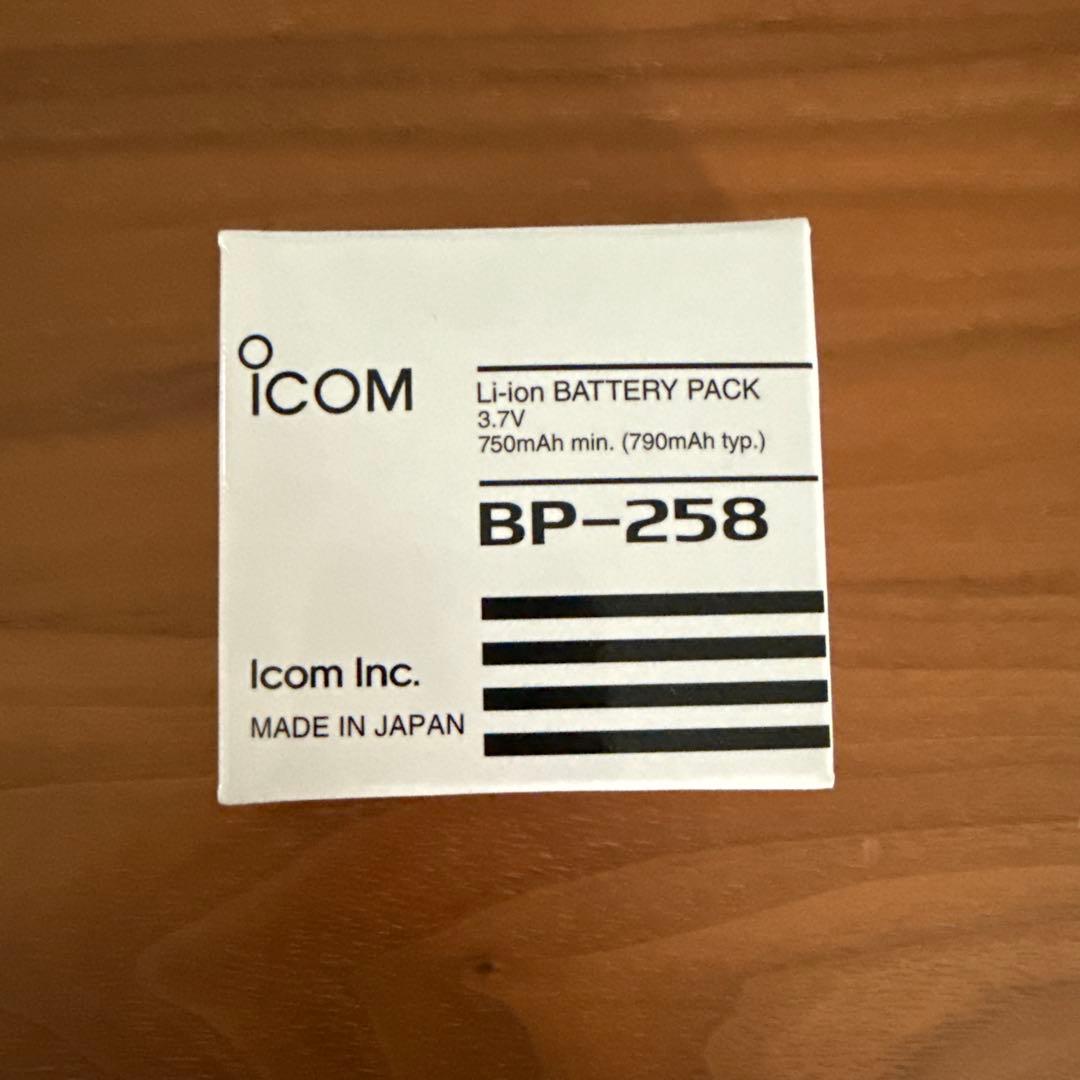 ICOM
Li-ion BATTERY PACK
3.7V
750mAh min. (790mAh typ.)
BP-258
Icom Inc.
MADE IN JAPAN